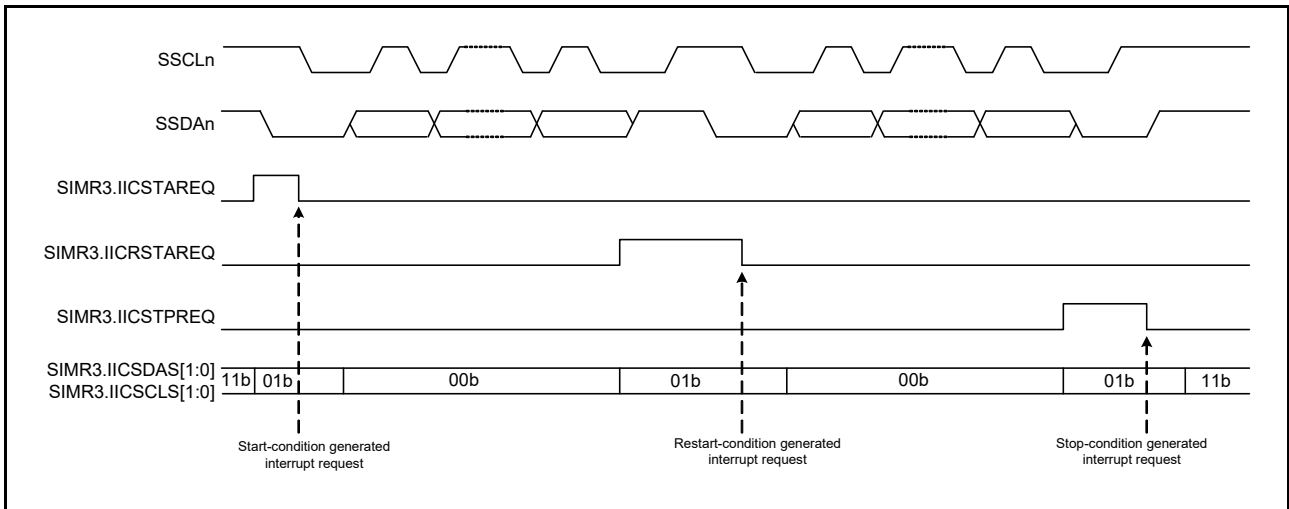 SSCLn
SSDAn
SIMR3.IICSTAREQ
SIMR3.IICRSTAREQ
SIMR3.IICSTPREQ
SIMR3.IICSDAS[1:0]
SIMR3.IICSCLS[1:0]
11b 01b 00b 01b 00b 01b 11b
Start-condition generated
interrupt request
Restart-condition generated
interrupt request
Stop-condition generated
interrupt request